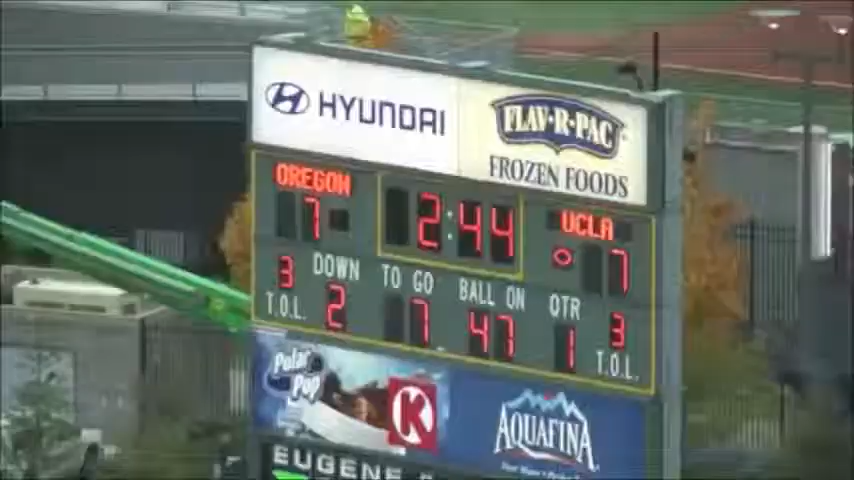 HYUNDAI
FLAV·R·PAC
FROZEN FOODS
OREGON
7
2:44
UCLA
7
3
DOWN
TO GO
BALL ON
QTR
3
T.O.L.
2
7
47
1
T.O.L.
Polar Pop
K
AQUAFINA
EUGENE